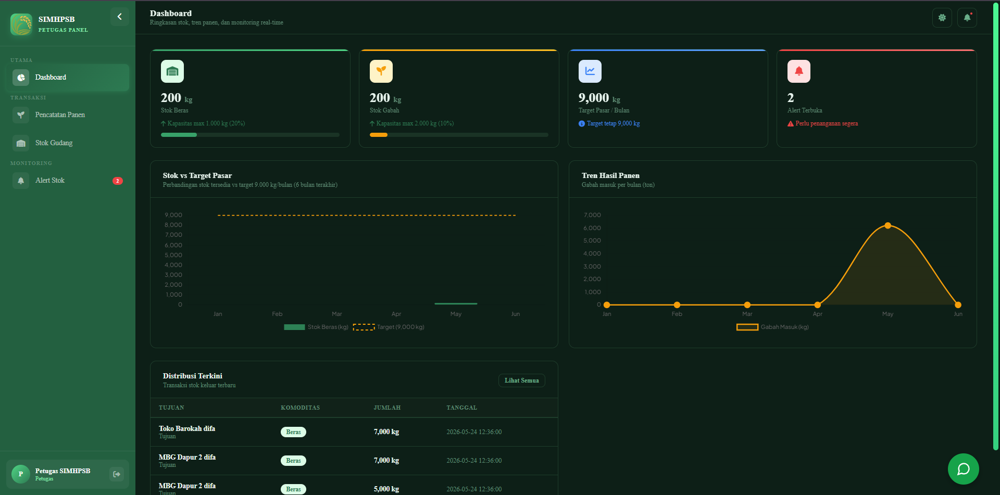 SIMHPSB
PETUGAS PANEL
UTAMA
Dashboard
TRANSAKSI
Pencatatan Panen
Stok Gudang
MONITORING
Alert Stok
2
P
Petugas SIMHPSB
Petugas
Dashboard
Ringkasan stok, tren panen, dan monitoring real-time
200 kg
Stok Beras
Kapasitas max 1.000 kg (20%)
200 kg
Stok Gabah
Kapasitas max 2.000 kg (10%)
9,000 kg
Target Pasar / Bulan
Target tetap 9,000 kg
2
Alert Terbuka
Perlu penanganan segera
Stok vs Target Pasar
Perbandingan stok tersedia vs target 9.000 kg/bulan (6 bulan terakhir)
9,000
8,000
7,000
6,000
5,000
4,000
3,000
2,000
1,000
0
Jan Feb Mar Apr May Jun
Stok Beras (kg) Target (9,000 kg)
Tren Hasil Panen
Gabah masuk per bulan (ton)
7,000
6,000
5,000
4,000
3,000
2,000
1,000
0
Jan Feb Mar Apr May Jun
Gabah Masuk (kg)
Distribusi Terkini
Transaksi stok keluar terbaru
Lihat Semua
TUJUAN KOMODITAS JUMLAH TANGGAL
Toko Barokah difa
Tujuan
Beras
7,000 kg
2026-05-24 12:36:00
MBG Dapur 2 difa
Tujuan
Beras
7,000 kg
2026-05-24 12:36:00
MBG Dapur 2 difa
Tujuan
Beras
5,000 kg
2026-05-24 12:36:00